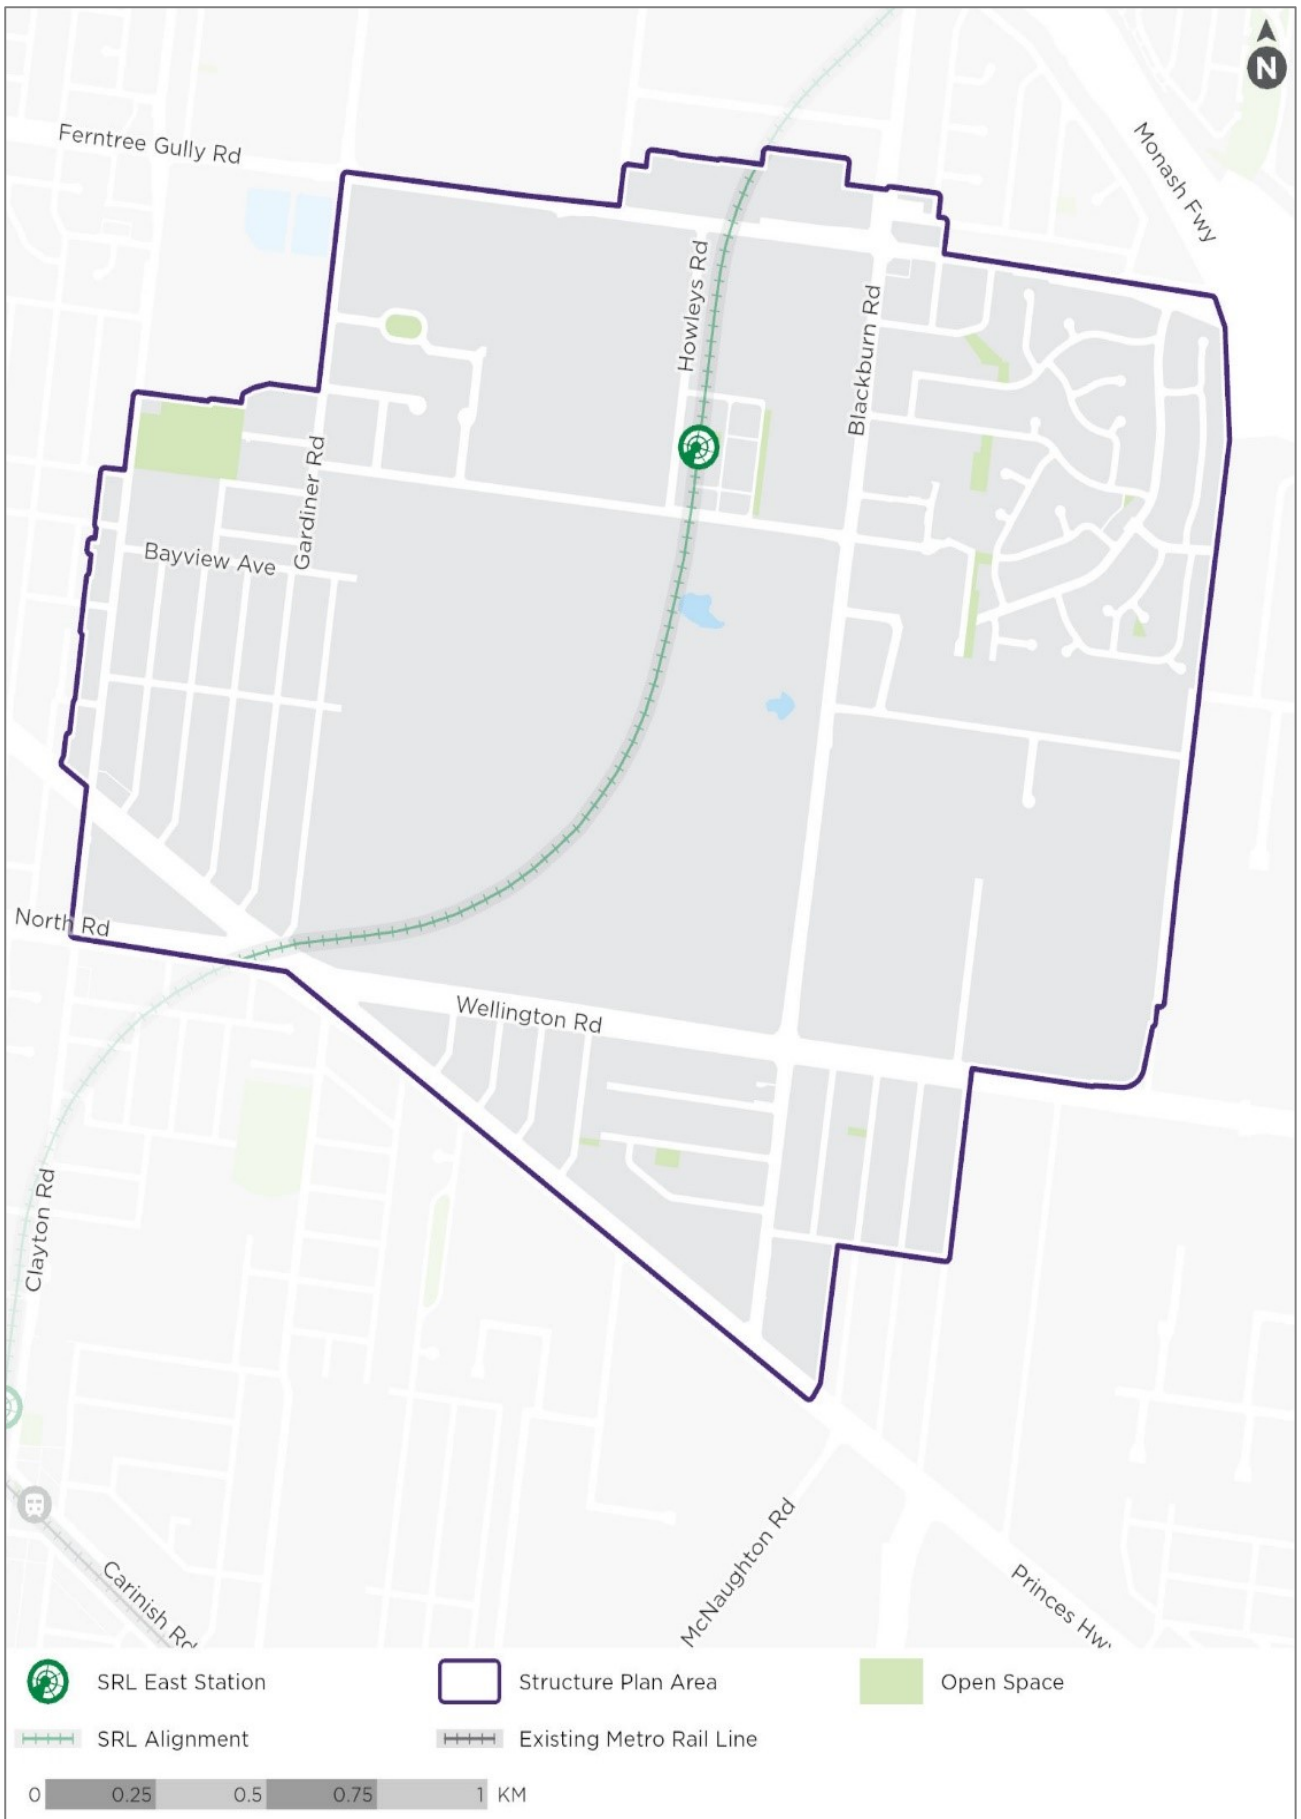 N
Ferntree Gully Rd
Monash Fwy
Howleys Rd
Blackburn Rd
Gardiner Rd
Bayview Ave
North Rd
Wellington Rd
Clayton Rd
McNaughton Rd
Princes Hw
Carinish Rd
SRL East Station
Structure Plan Area
Open Space
SRL Alignment
Existing Metro Rail Line
0 0.25 0.5 0.75 1 KM